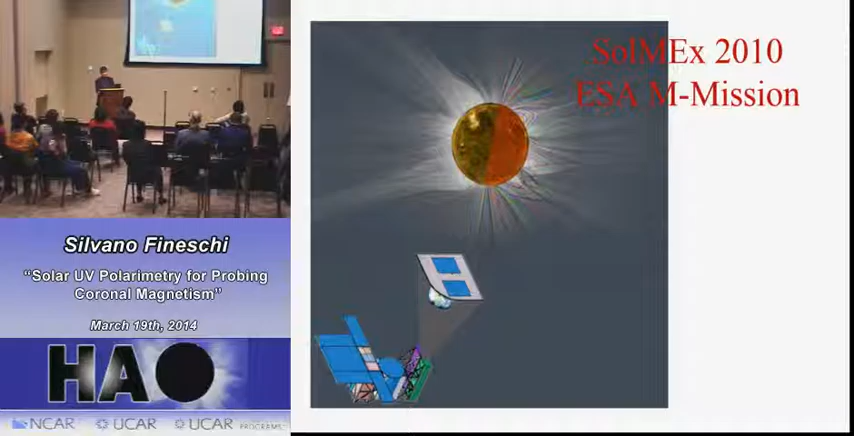 SolMEx 2010
ESA M-Mission
Silvano Fineschi
“Solar UV Polarimetry for Probing
Coronal Magnetism”
March 19th, 2014
HAO
NCAR UCAR UCAR PROGRAMS